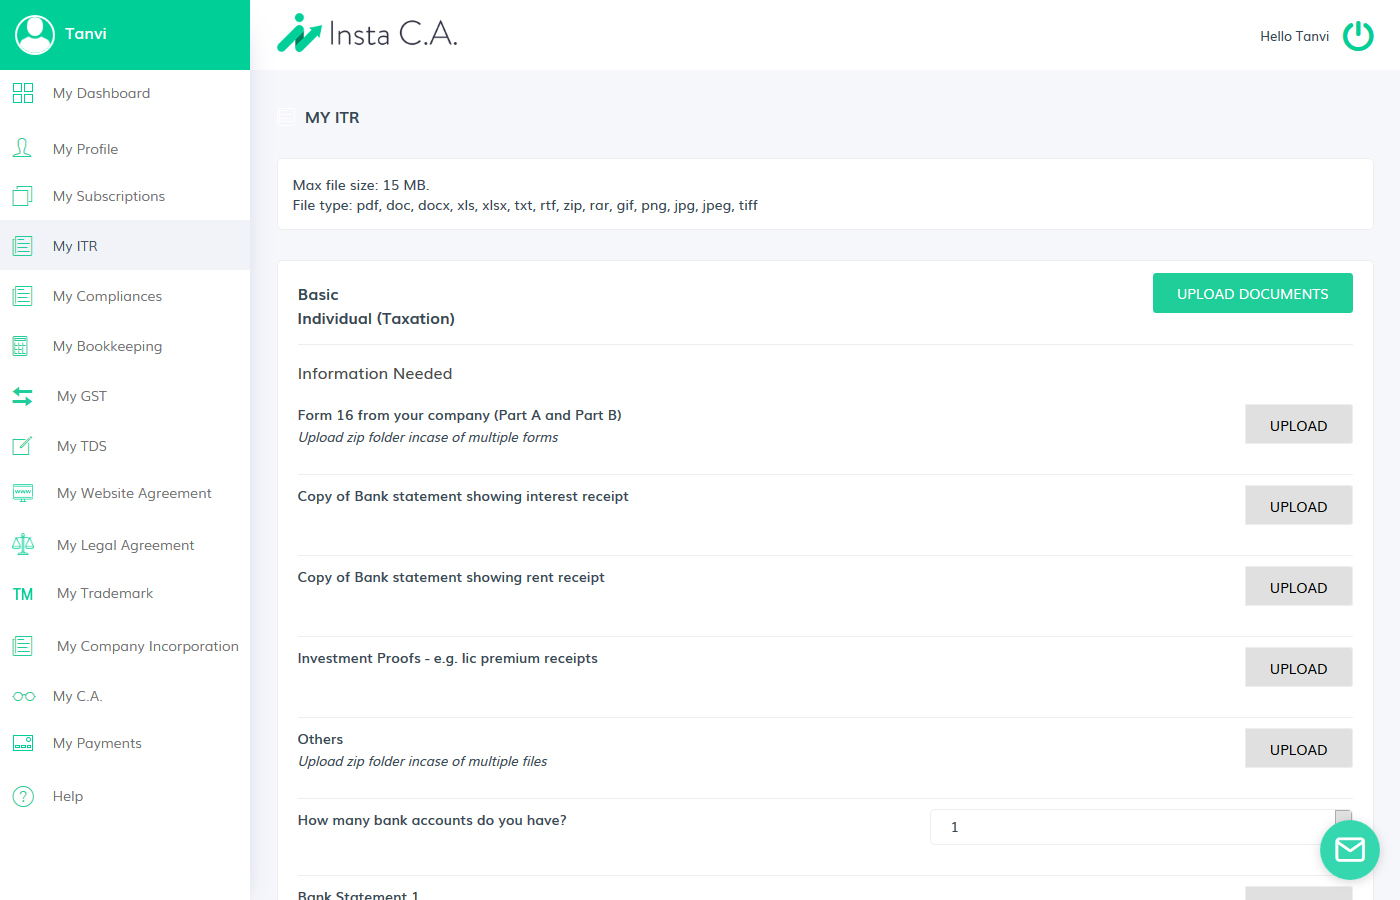 Tanvi
Insta C.A.
Hello Tanvi
My Dashboard
My Profile
My Subscriptions
My ITR
My Compliances
My Bookkeeping
My GST
My TDS
www
My Website Agreement
My Legal Agreement
TM
My Trademark
My Company Incorporation
My C.A.
My Payments
?
Help
MY ITR
Max file size: 15 MB.
File type: pdf, doc, docx, xls, xlsx, txt, rtf, zip, rar, gif, png, jpg, jpeg, tiff
Basic
Individual (Taxation)
UPLOAD DOCUMENTS
Information Needed
Form 16 from your company (Part A and Part B)
Upload zip folder incase of multiple forms
UPLOAD
Copy of Bank statement showing interest receipt
UPLOAD
Copy of Bank statement showing rent receipt
UPLOAD
Investment Proofs - e.g. lic premium receipts
UPLOAD
Others
Upload zip folder incase of multiple files
UPLOAD
How many bank accounts do you have?
1
Bank Statement 1